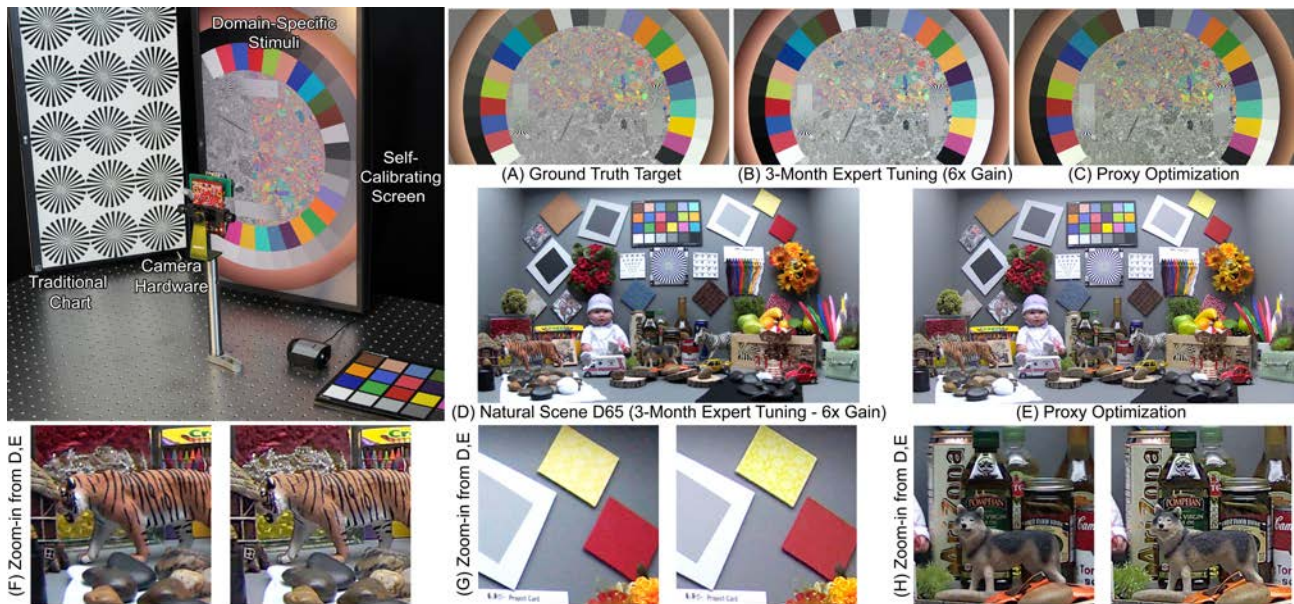 Domain-Specific
Stimuli
Self-
Calibrating
Screen
Camera
Hardware
Traditional
Chart
(A) Ground Truth Target
(B) 3-Month Expert Tuning (6x Gain)
(C) Proxy Optimization
(D) Natural Scene D65 (3-Month Expert Tuning - 6x Gain)
(E) Proxy Optimization
(F) Zoom-in from D,E
(G) Zoom-in from D,E
Project Card
Project Card
(H) Zoom-in from D,E
POMPEIAN
POMPEIAN